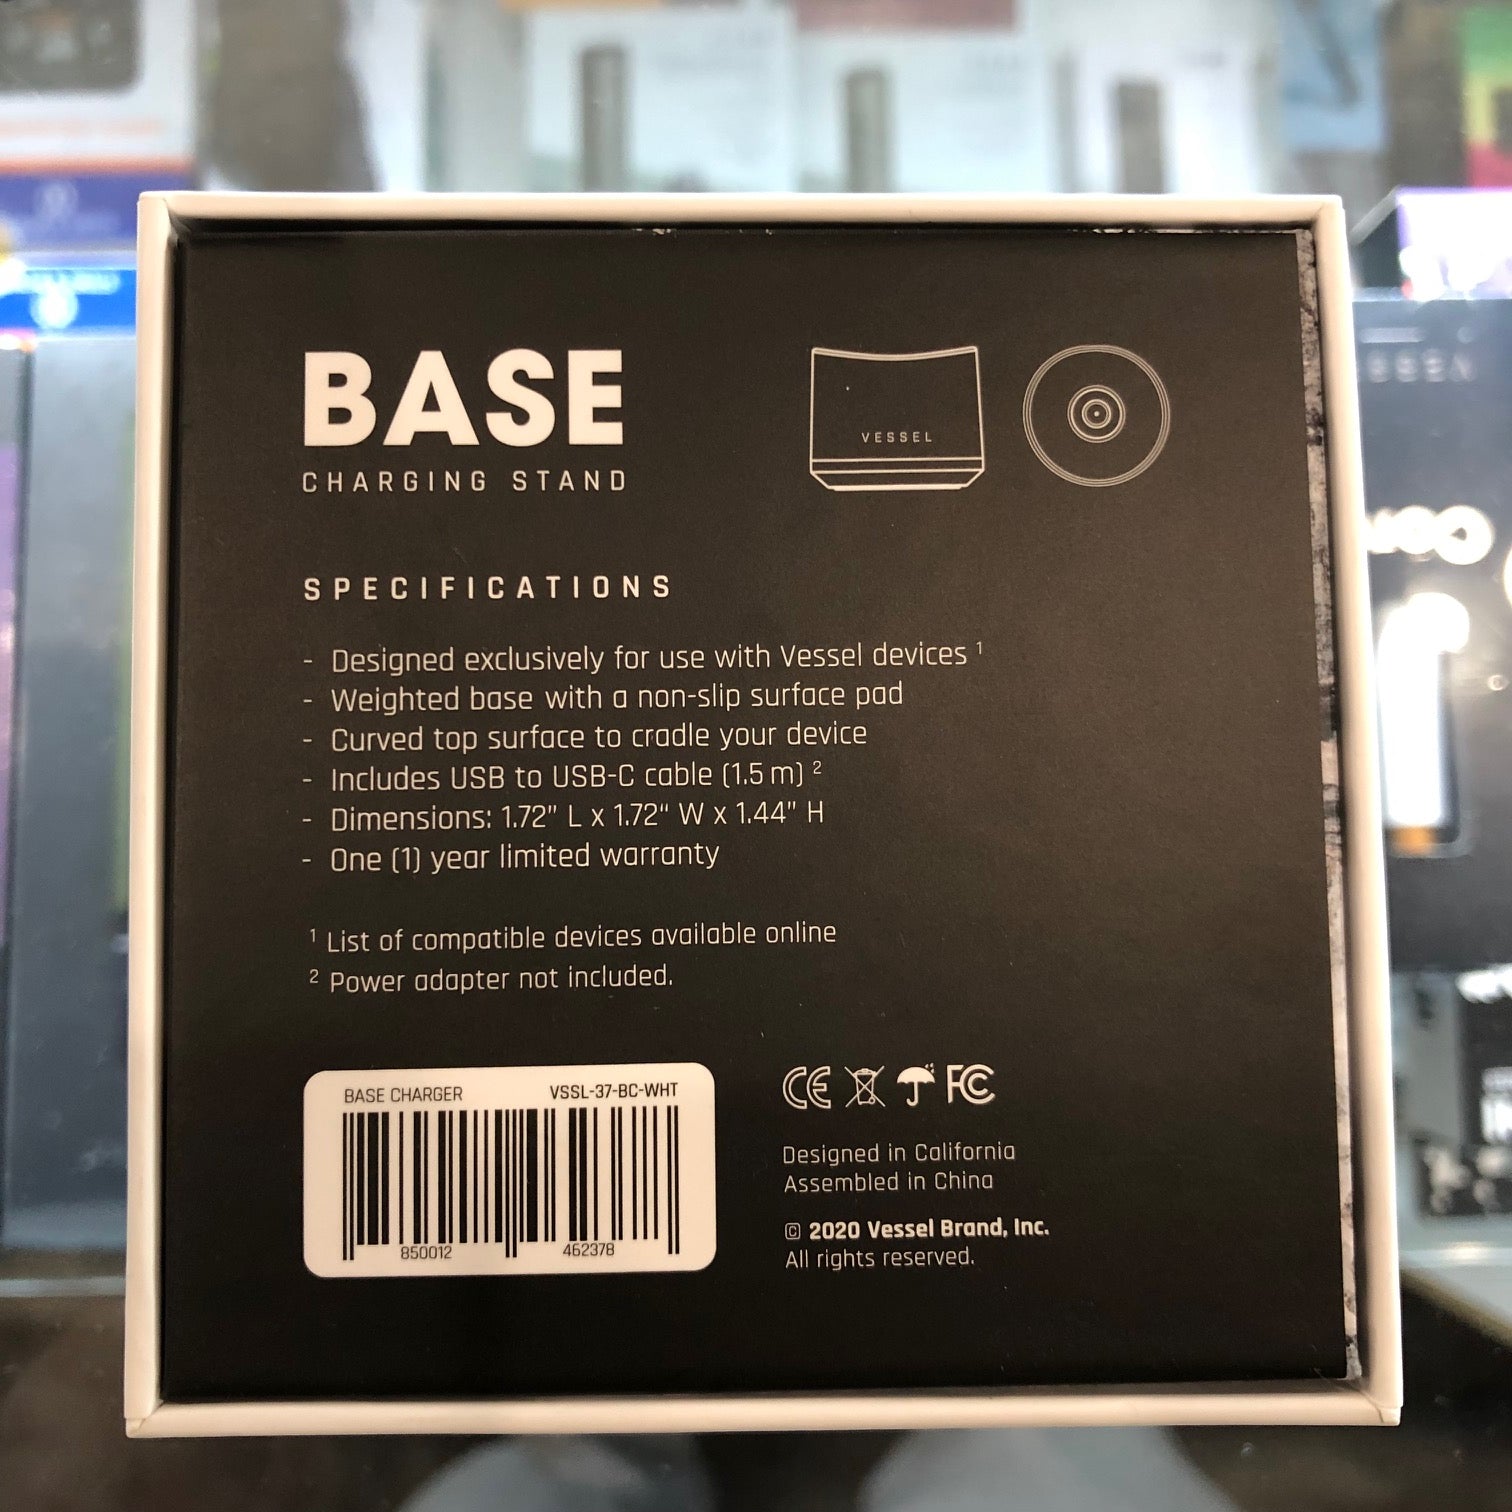 BASE
CHARGING STAND
VESSEL
SPECIFICATIONS
- Designed exclusively for use with Vessel devices ¹
- Weighted base with a non-slip surface pad
- Curved top surface to cradle your device
- Includes USB to USB-C cable (1.5 m) ²
- Dimensions: 1.72" L x 1.72" W x 1.44" H
- One (1) year limited warranty
¹ List of compatible devices available online
² Power adapter not included.
BASE CHARGER VSSL-37-BC-WHT
850012 462378
CE FC
Designed in California
Assembled in China
© 2020 Vessel Brand, Inc.
All rights reserved.